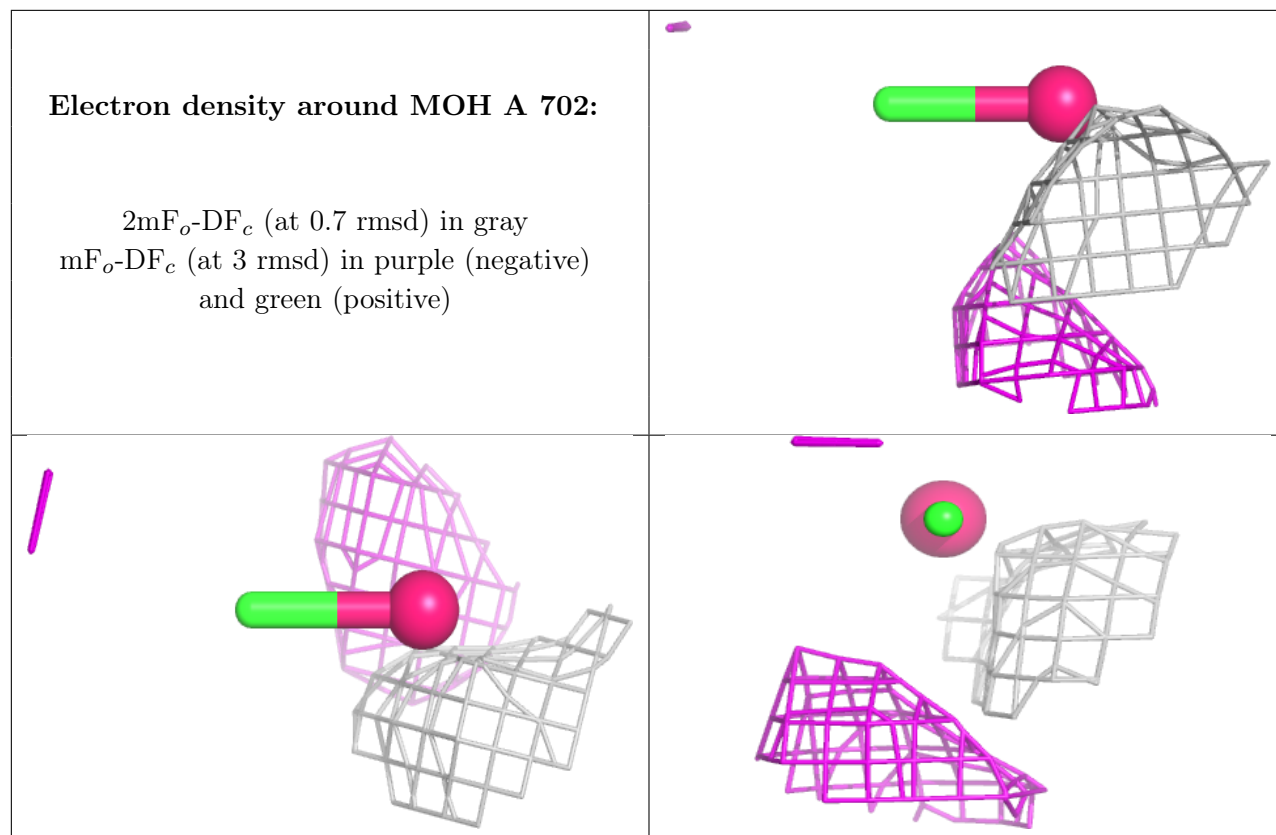 Electron density around MOH A 702:
2mFo-DFc (at 0.7 rmsd) in gray
mFo-DFc (at 3 rmsd) in purple (negative)
and green (positive)